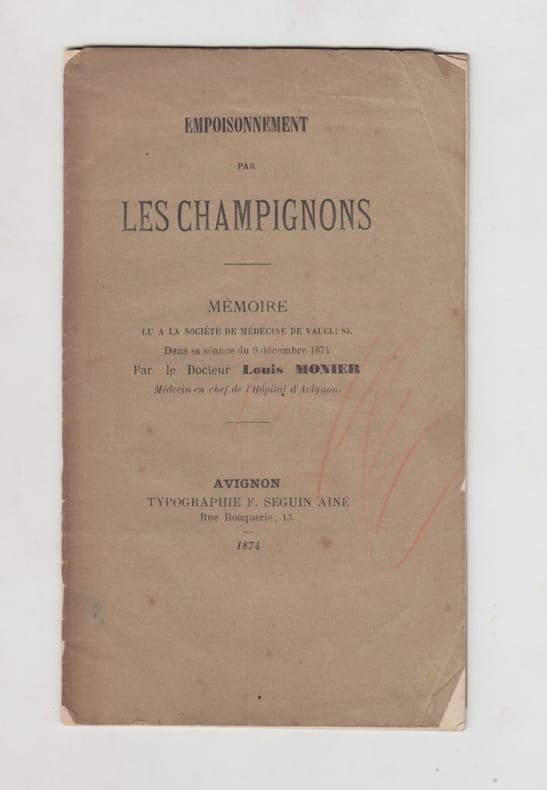 EMPOISONNEMENT
PAR
LES CHAMPIGNONS
MÉMOIRE
LU A LA SOCIÉTÉ DE MÉDECINE DE VAUCLUSE
Dans sa séance du 9 décembre 1874
Par le Docteur Louis MONIER
Médecin en chef de l'Hôpital d'Avignon.
AVIGNON
TYPOGRAPHIE F. SEGUIN AINÉ
Rue Bouquerie, 13.
1874